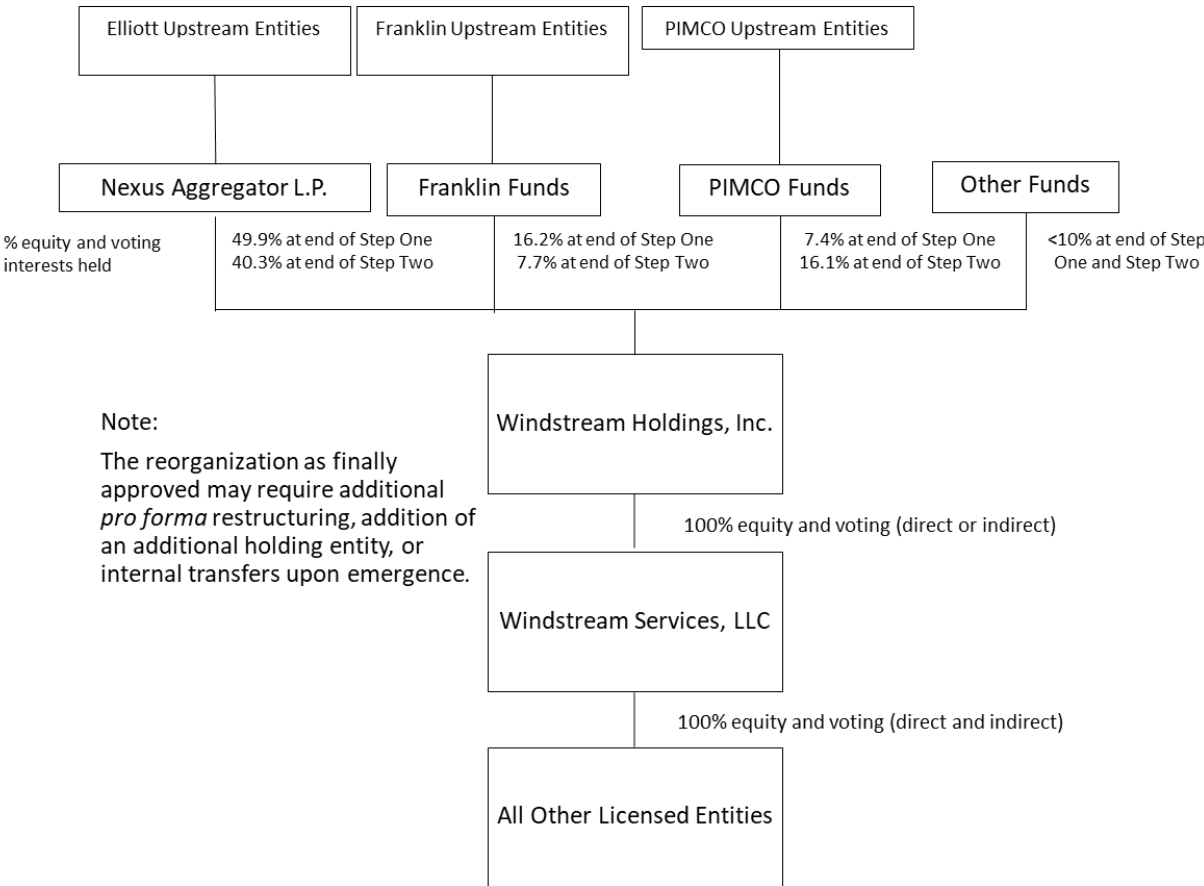 Elliott Upstream Entities
Franklin Upstream Entities
PIMCO Upstream Entities
Nexus Aggregator L.P.
Franklin Funds
PIMCO Funds
Other Funds
% equity and voting
interests held
49.9% at end of Step One
40.3% at end of Step Two
16.2% at end of Step One
7.7% at end of Step Two
7.4% at end of Step One
16.1% at end of Step Two
<10% at end of Step
One and Step Two
Windstream Holdings, Inc.
Note:
The reorganization as finally
approved may require additional
pro forma restructuring, addition of
an additional holding entity, or
internal transfers upon emergence.
100% equity and voting (direct or indirect)
Windstream Services, LLC
100% equity and voting (direct and indirect)
All Other Licensed Entities